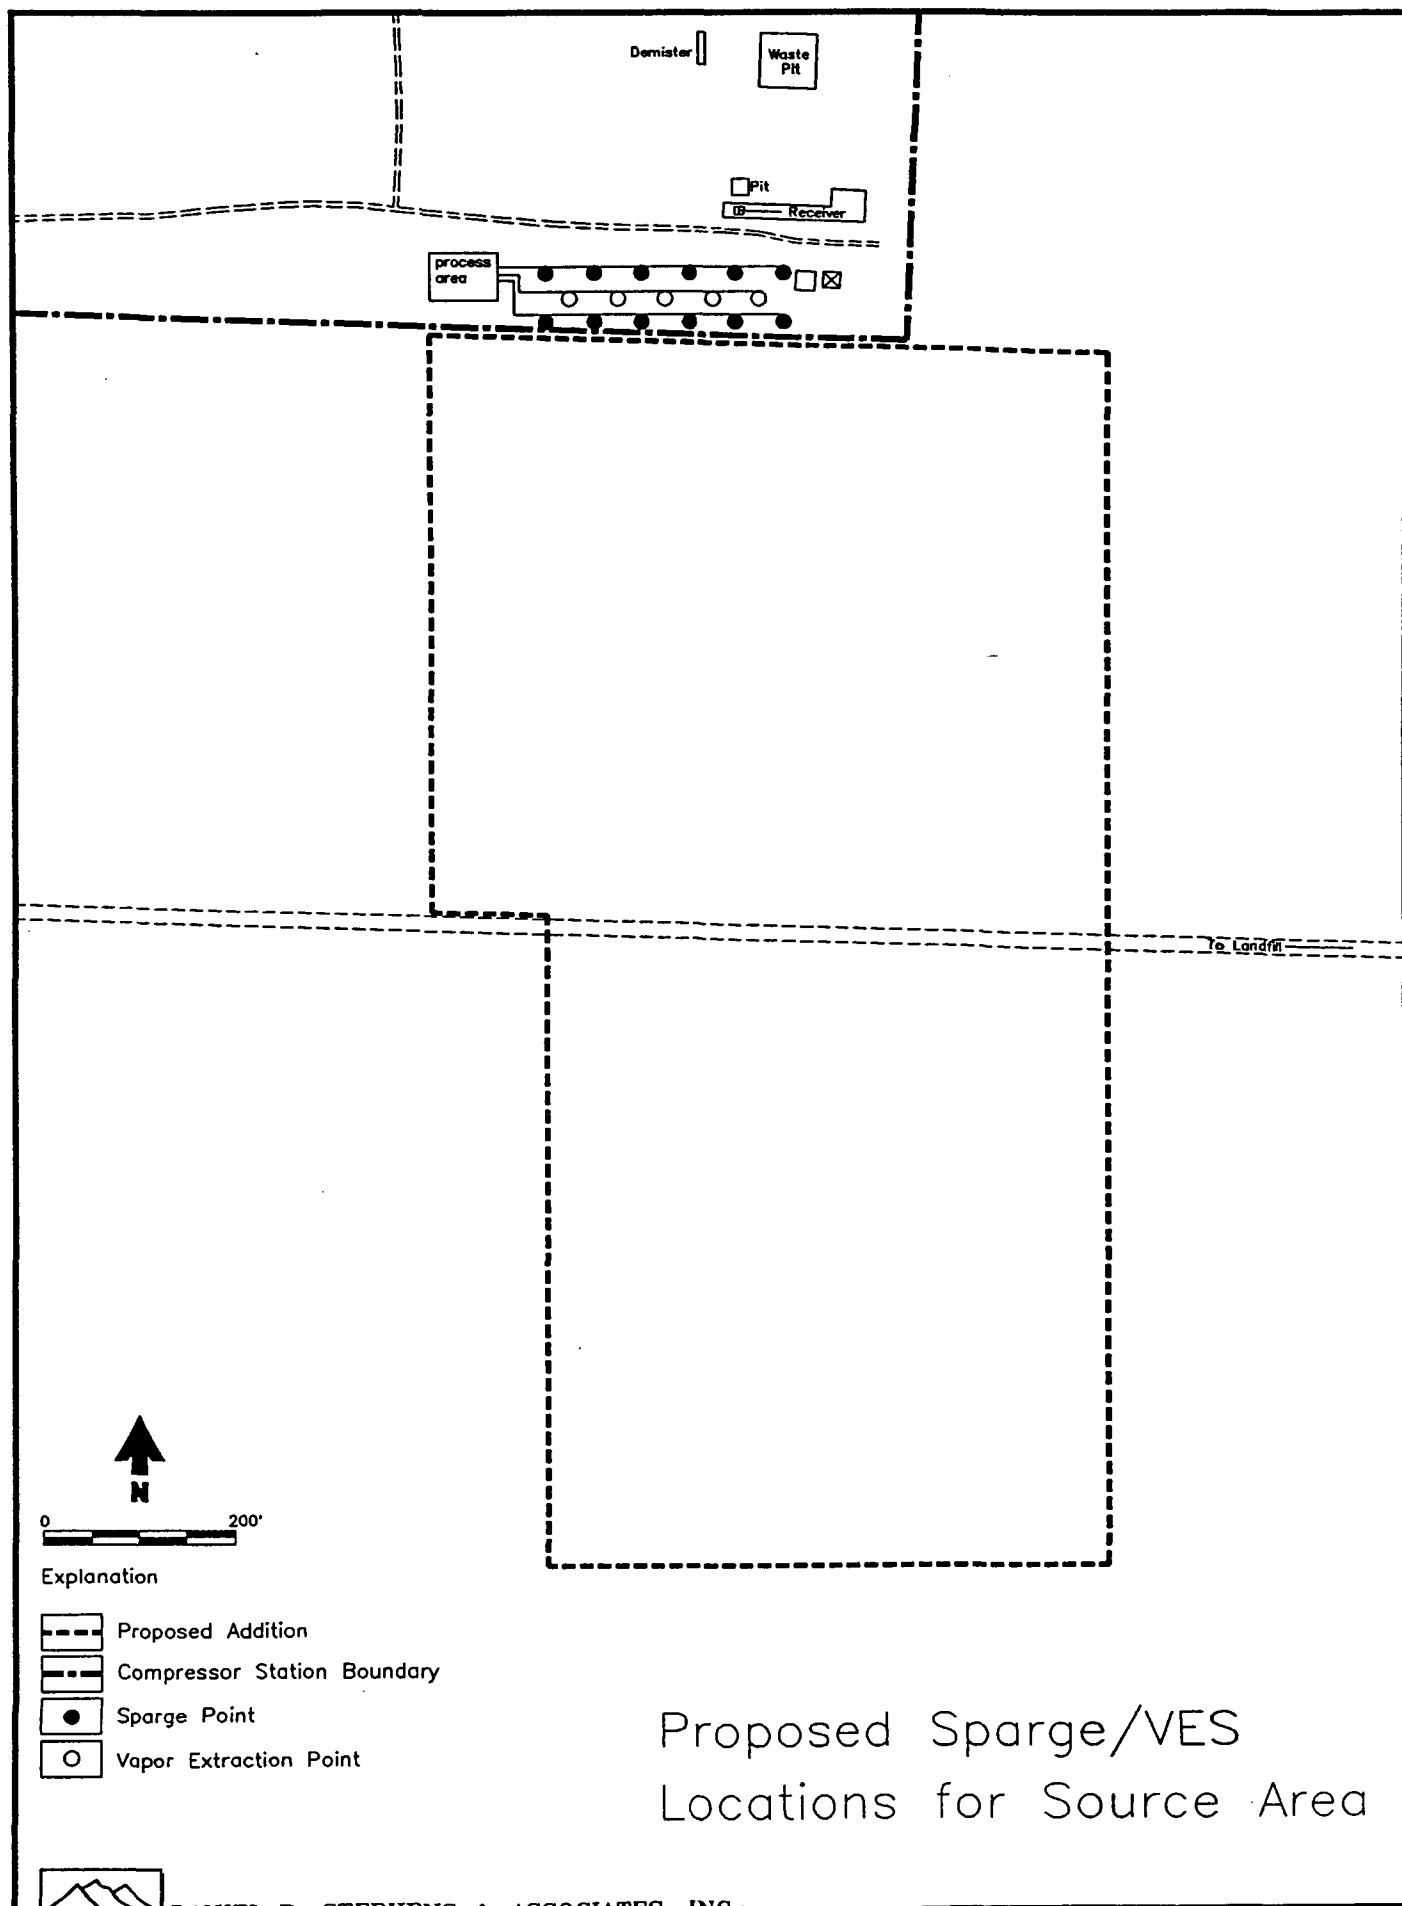 Demister
Waste
Pit
Pit
Receiver
process
area
To Landfill
N
0 200'
Explanation
Proposed Addition
Compressor Station Boundary
Sparge Point
Vapor Extraction Point
Proposed Sparge/VES
Locations for Source Area